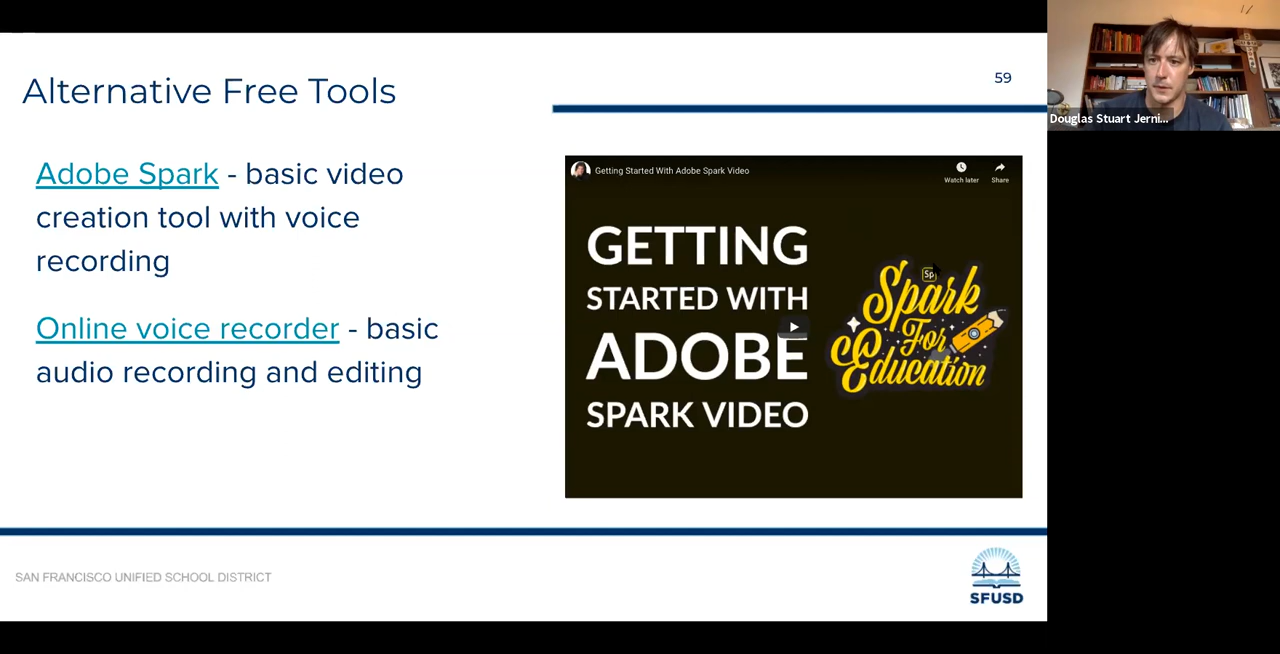 Alternative Free Tools
59
Adobe Spark - basic video
creation tool with voice
recording
Online voice recorder - basic
audio recording and editing
Getting Started With Adobe Spark Video
Watch later
Share
GETTING
STARTED WITH
ADOBE
SPARK VIDEO
Sp
Spark
For
Education
SAN FRANCISCO UNIFIED SCHOOL DISTRICT
SFUSD
Douglas Stuart Jerni...